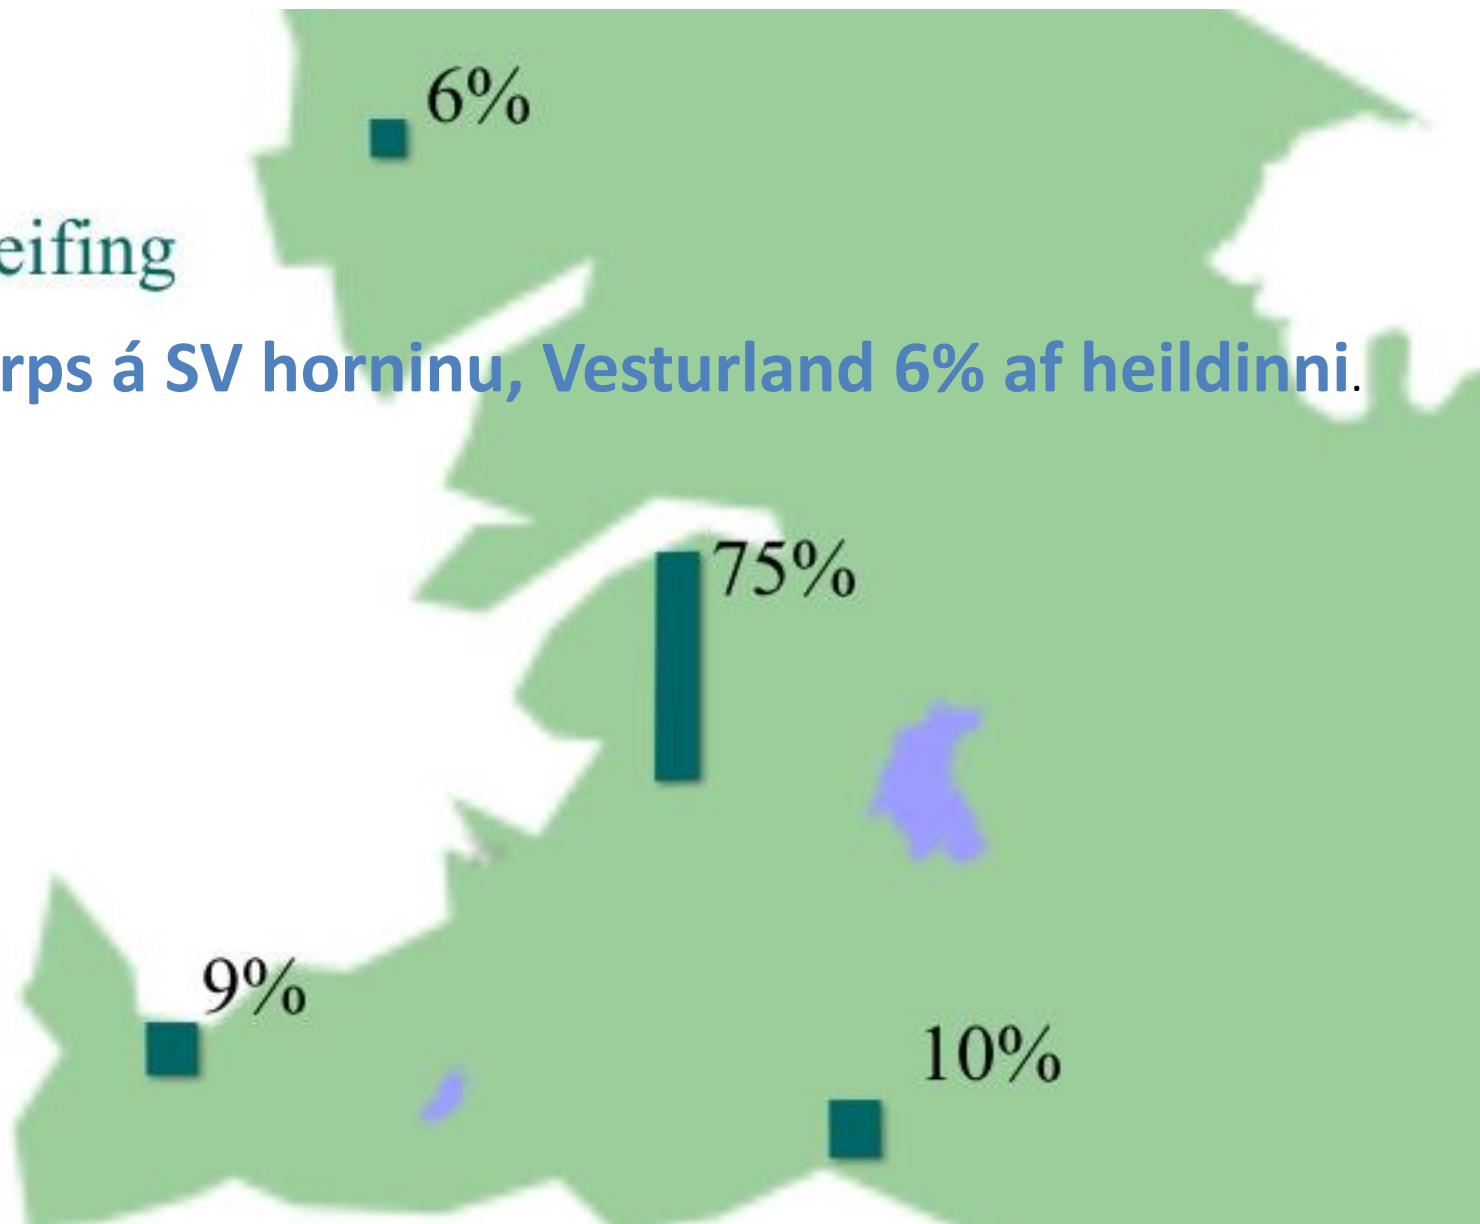 6%
eifing
rps á SV horninu, Vesturland 6% af heildinni.
75%
9%
10%